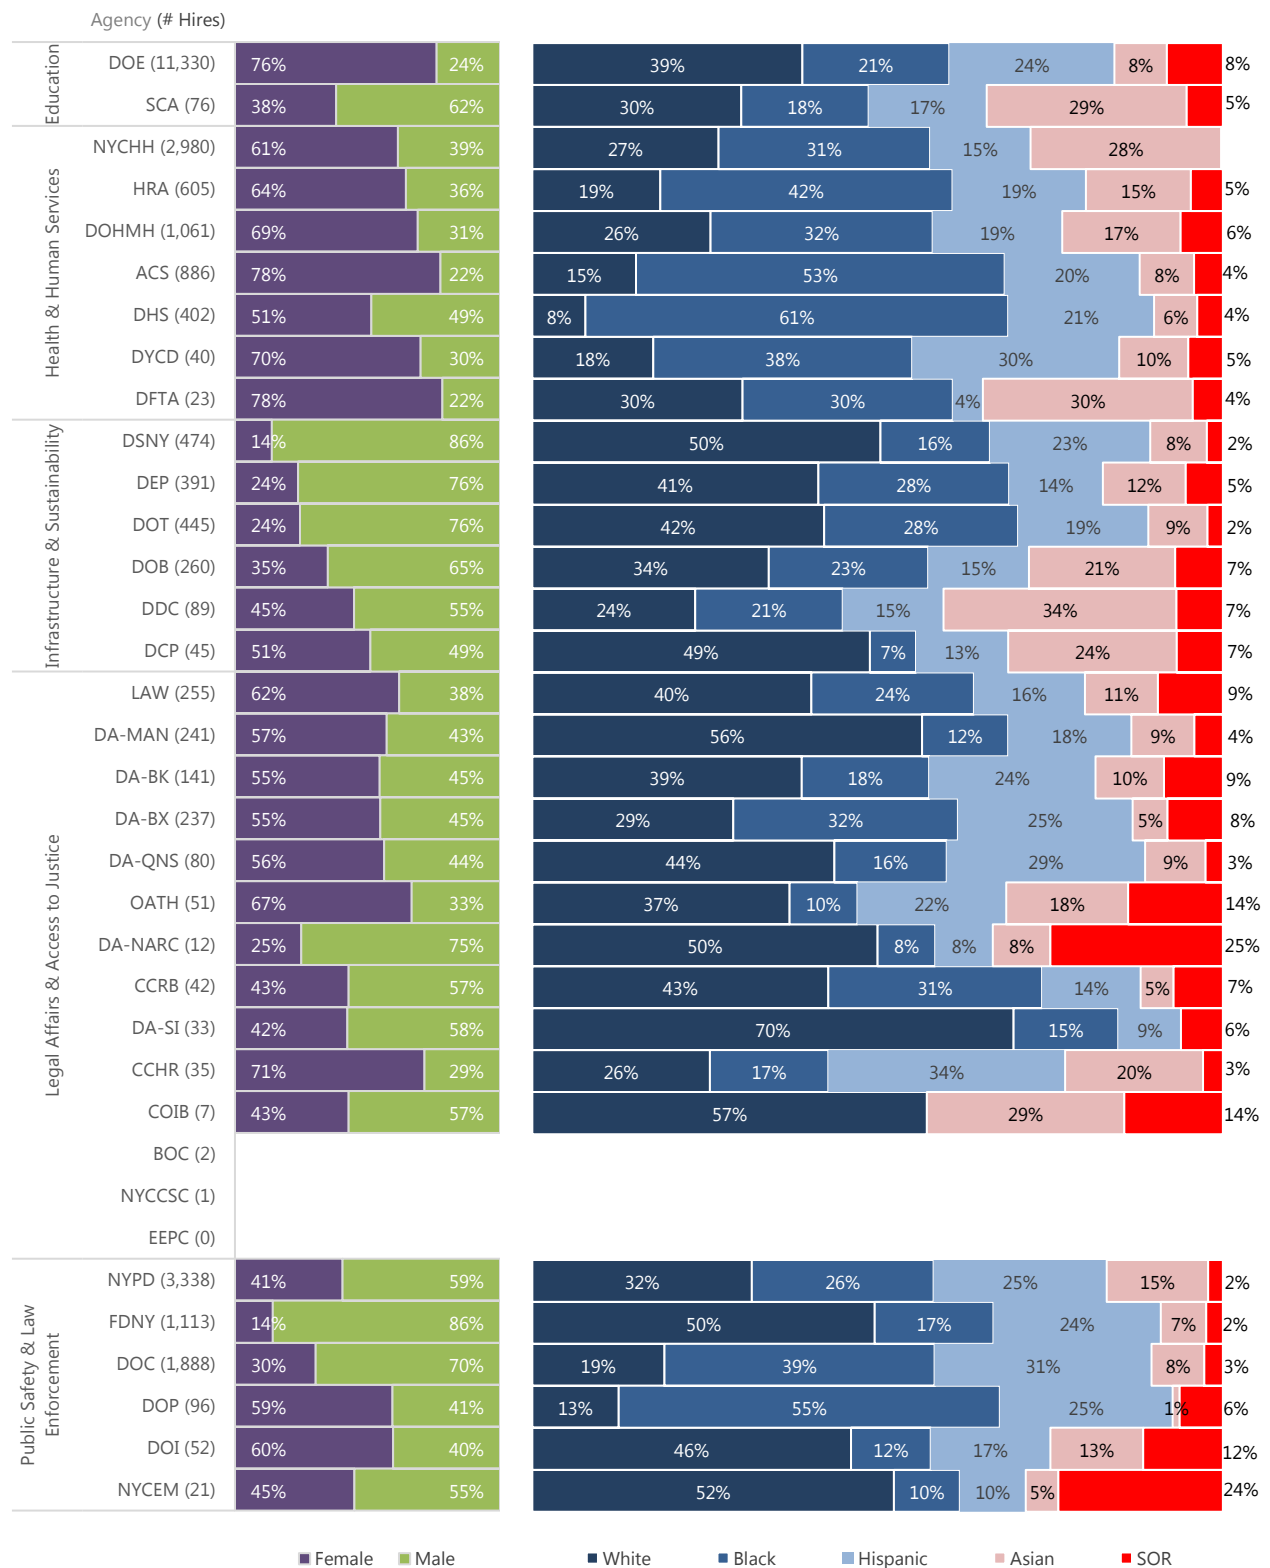 Agency (# Hires)
Education
DOE (11,330) 76% 24% 39% 21% 24% 8% 8%
SCA (76) 38% 62% 30% 18% 17% 29% 5%
Health & Human Services
NYCHH (2,980) 61% 39% 27% 31% 15% 28%
HRA (605) 64% 36% 19% 42% 19% 15% 5%
DOHMH (1,061) 69% 31% 26% 32% 19% 17% 6%
ACS (886) 78% 22% 15% 53% 20% 8% 4%
DHS (402) 51% 49% 8% 61% 21% 6% 4%
DYCD (40) 70% 30% 18% 38% 30% 10% 5%
DFTA (23) 78% 22% 30% 30% 4% 30% 4%
Infrastructure & Sustainability
DSNY (474) 14% 86% 50% 16% 23% 8% 2%
DEP (391) 24% 76% 41% 28% 14% 12% 5%
DOT (445) 24% 76% 42% 28% 19% 9% 2%
DOB (260) 35% 65% 34% 23% 15% 21% 7%
DDC (89) 45% 55% 24% 21% 15% 34% 7%
DCP (45) 51% 49% 49% 7% 13% 24% 7%
Legal Affairs & Access to Justice
LAW (255) 62% 38% 40% 24% 16% 11% 9%
DA-MAN (241) 57% 43% 56% 12% 18% 9% 4%
DA-BK (141) 55% 45% 39% 18% 24% 10% 9%
DA-BX (237) 55% 45% 29% 32% 25% 5% 8%
DA-QNS (80) 56% 44% 44% 16% 29% 9% 3%
OATH (51) 67% 33% 37% 10% 22% 18% 14%
DA-NARC (12) 25% 75% 50% 8% 8% 8% 25%
CCRB (42) 43% 57% 43% 31% 14% 5% 7%
DA-SI (33) 42% 58% 70% 15% 9% 6%
CCHR (35) 71% 29% 26% 17% 34% 20% 3%
COIB (7) 43% 57% 57% 29% 14%
BOC (2)
NYCCSC (1)
EEPC (0)
Public Safety & Law
Enforcement
NYPD (3,338) 41% 59% 32% 26% 25% 15% 2%
FDNY (1,113) 14% 86% 50% 17% 24% 7% 2%
DOC (1,888) 30% 70% 19% 39% 31% 8% 3%
DOP (96) 59% 41% 13% 55% 25% 1% 6%
DOI (52) 60% 40% 46% 12% 17% 13% 12%
NYCEM (21) 45% 55% 52% 10% 10% 5% 24%
Female Male White Black Hispanic Asian SOR